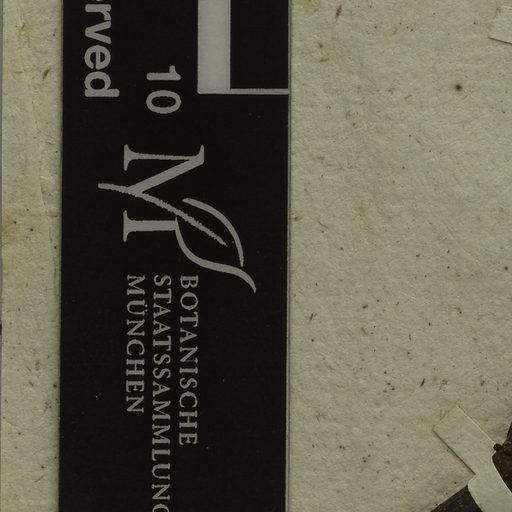 rved
10
BOTANISCHE
STAATSSAMMLUNG
MÜNCHEN